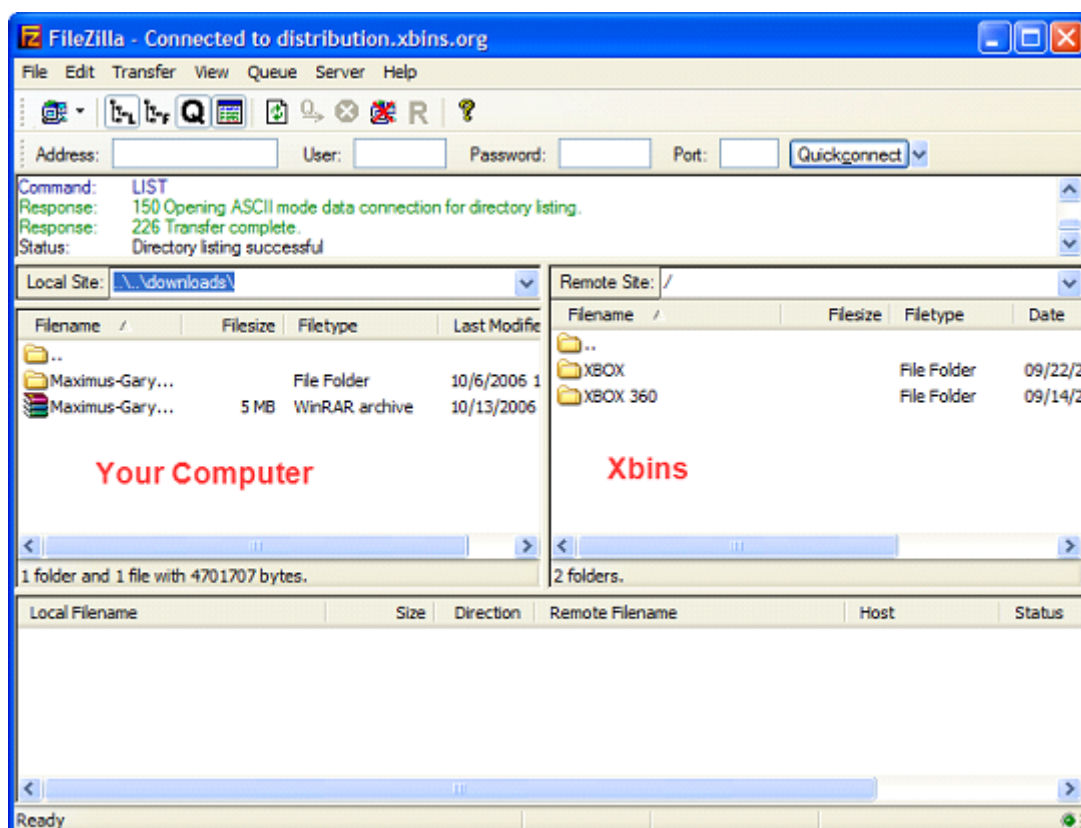 FileZilla - Connected to distribution.xbins.org
File Edit Transfer View Queue Server Help
Address: User: Password: Port: Quickconnect
Command: LIST
Response: 150 Opening ASCII mode data connection for directory listing.
Response: 226 Transfer complete.
Status: Directory listing successful
Local Site: ..\..\downloads\
Filename / Filesize Filetype Last Modifie
..
Maximus-Gary... File Folder 10/6/2006 1
Maximus-Gary... 5 MB WinRAR archive 10/13/2006
Your Computer
1 folder and 1 file with 4701707 bytes.
Remote Site: /
Filename / Filesize Filetype Date
..
XBOX File Folder 09/22/2
XBOX 360 File Folder 09/14/2
Xbins
2 folders.
Local Filename Size Direction Remote Filename Host Status
Ready